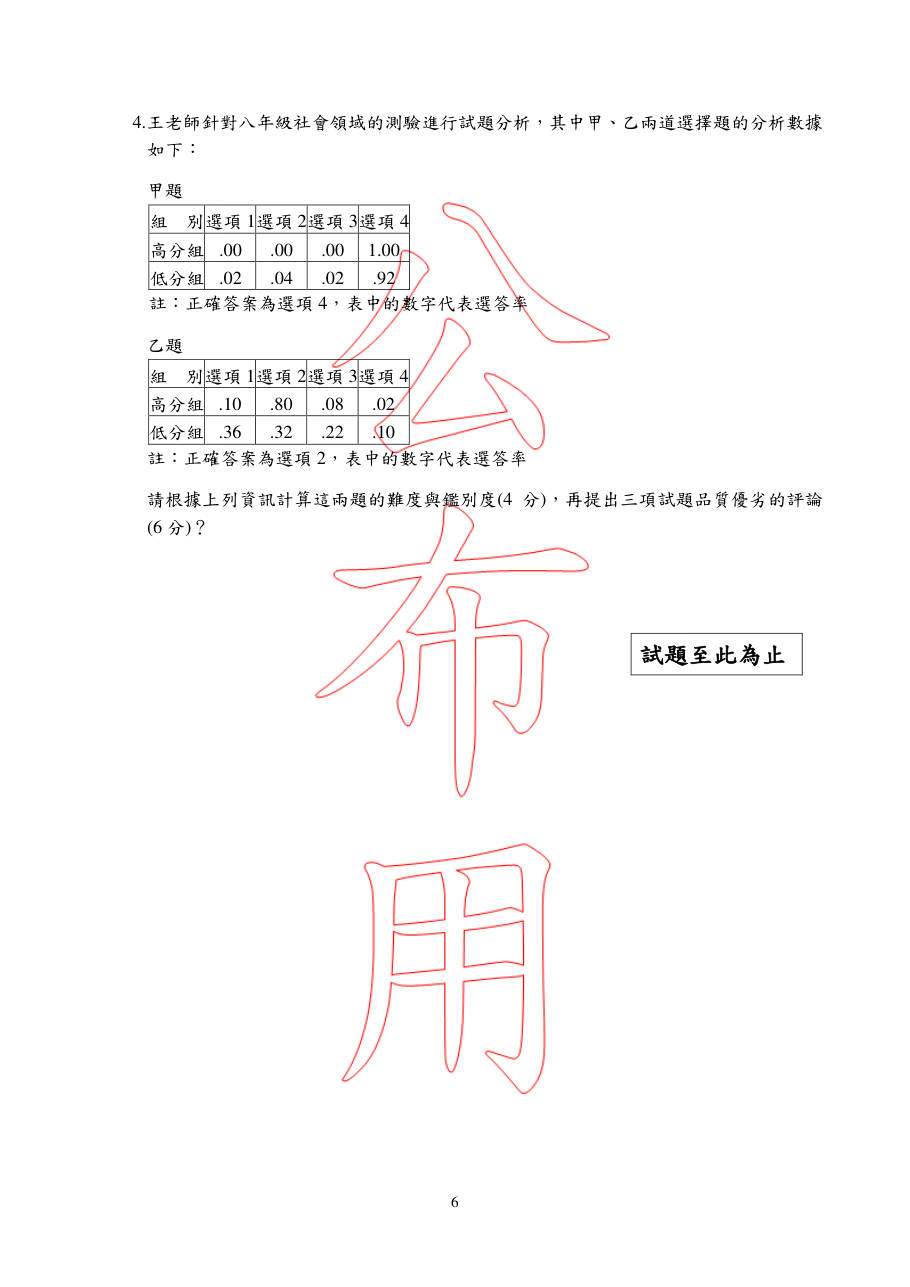 4.王老師針對八年級社會領域的測驗進行試題分析，其中甲、乙兩道選擇題的分析數據
如下：
甲題
組　別 選項 1 選項 2 選項 3 選項 4
高分組 .00 .00 .00 1.00
低分組 .02 .04 .02 .92
註：正確答案為選項 4，表中的數字代表選答率
乙題
組　別 選項 1 選項 2 選項 3 選項 4
高分組 .10 .80 .08 .02
低分組 .36 .32 .22 .10
註：正確答案為選項 2，表中的數字代表選答率
請根據上列資訊計算這兩題的難度與鑑別度(4 分)，再提出三項試題品質優劣的評論
(6 分)？
試題至此為止
公
布
用
6